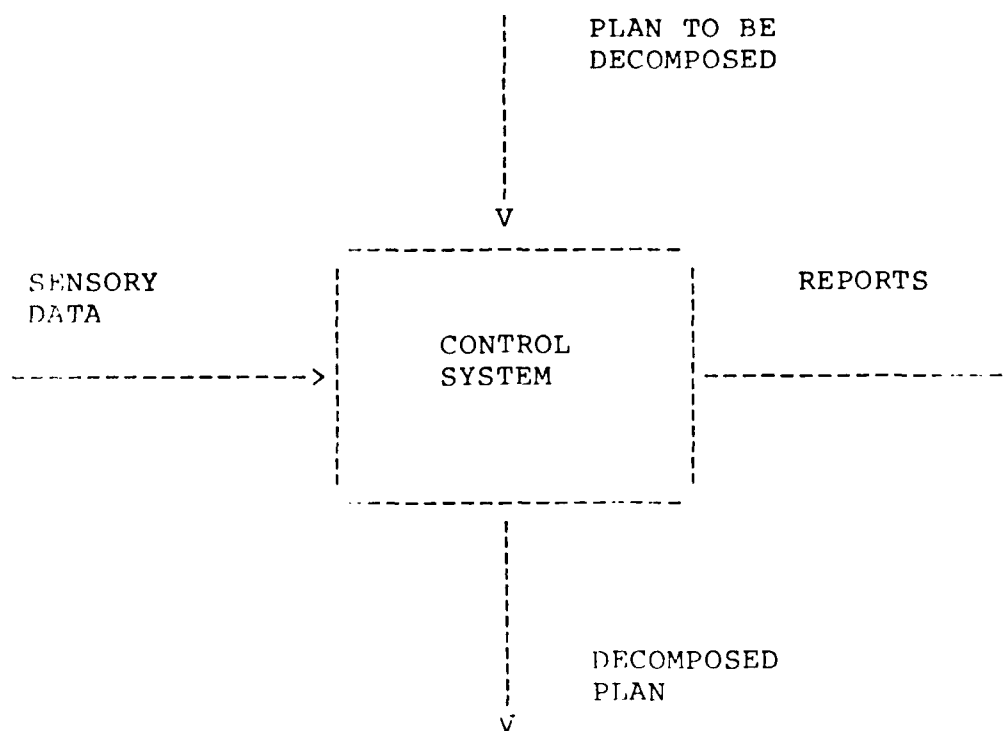 PLAN TO BE
DECOMPOSED
SENSORY
DATA
CONTROL
SYSTEM
REPORTS
DECOMPOSED
PLAN